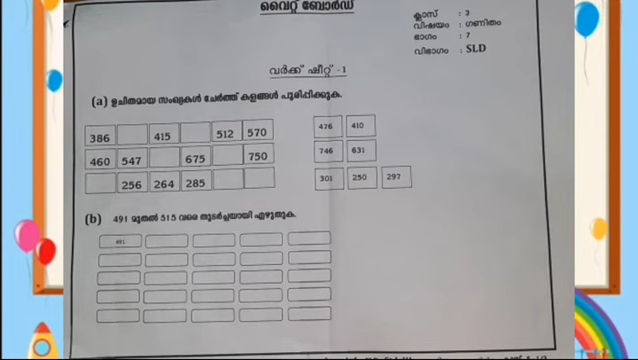 വൈറ്റ് ബോർഡ്
ക്ലാസ് : 3
വിഷയം : ഗണിതം
ഭാഗം : 7
വിഭാഗം : SLD
വർക്ക് ഷീറ്റ് -1
(a) ഉചിതമായ സംഖ്യകൾ ചേർത്ത് കളങ്ങൾ പൂരിപ്പിക്കുക.
386 415 512 570
476 410
460 547 675 750
746 631
256 264 285
301 250 297
(b) 491 മുതൽ 515 വരെ തുടർച്ചയായി എഴുതുക.
491